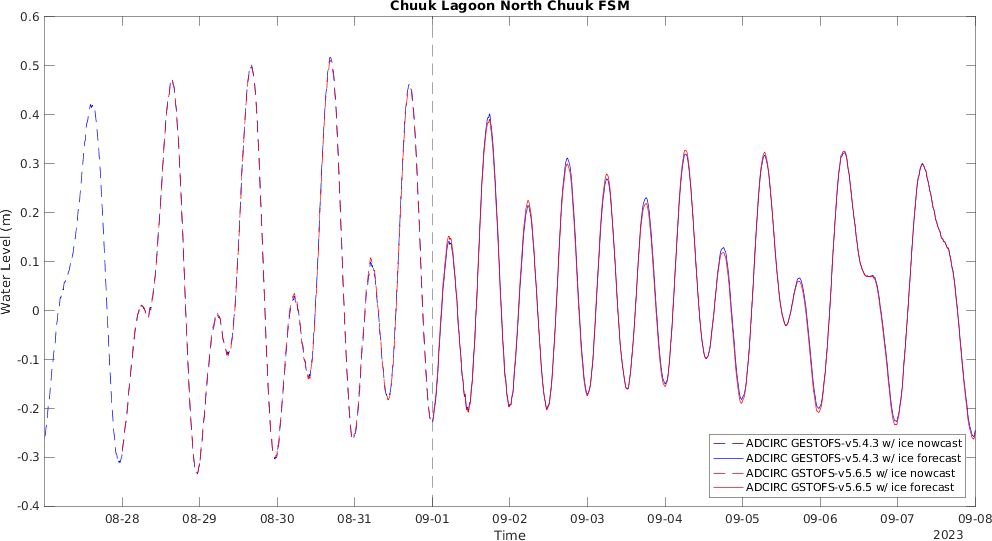 Chuuk Lagoon North Chuuk FSM
Water Level (m)
0.6
0.5
0.4
0.3
0.2
0.1
0
-0.1
-0.2
-0.3
-0.4
ADCIRC GESTOFS-v5.4.3 w/ ice nowcast
ADCIRC GESTOFS-v5.4.3 w/ ice forecast
ADCIRC GSTOFS-v5.6.5 w/ ice nowcast
ADCIRC GSTOFS-v5.6.5 w/ ice forecast
08-28 08-29 08-30 08-31 09-01 09-02 09-03 09-04 09-05 09-06 09-07 09-08
Time
2023